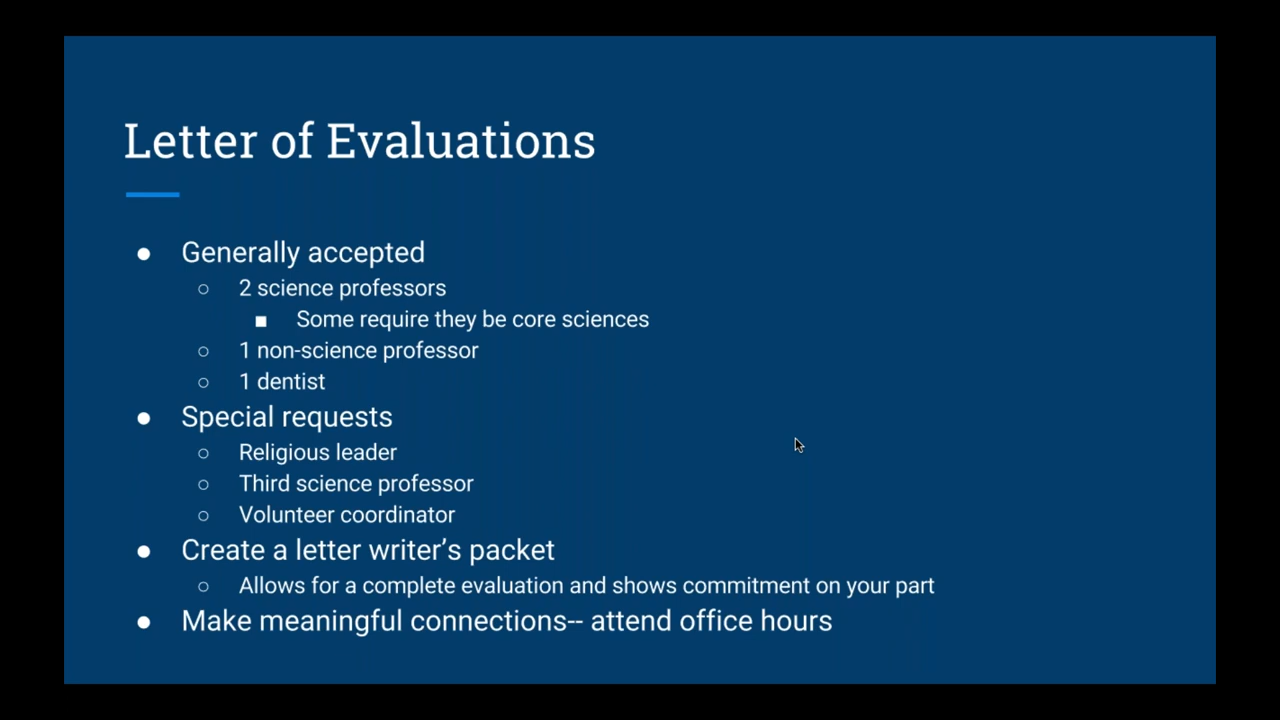 Letter of Evaluations
● Generally accepted
○ 2 science professors
■ Some require they be core sciences
○ 1 non-science professor
○ 1 dentist
● Special requests
○ Religious leader
○ Third science professor
○ Volunteer coordinator
● Create a letter writer’s packet
○ Allows for a complete evaluation and shows commitment on your part
● Make meaningful connections-- attend office hours